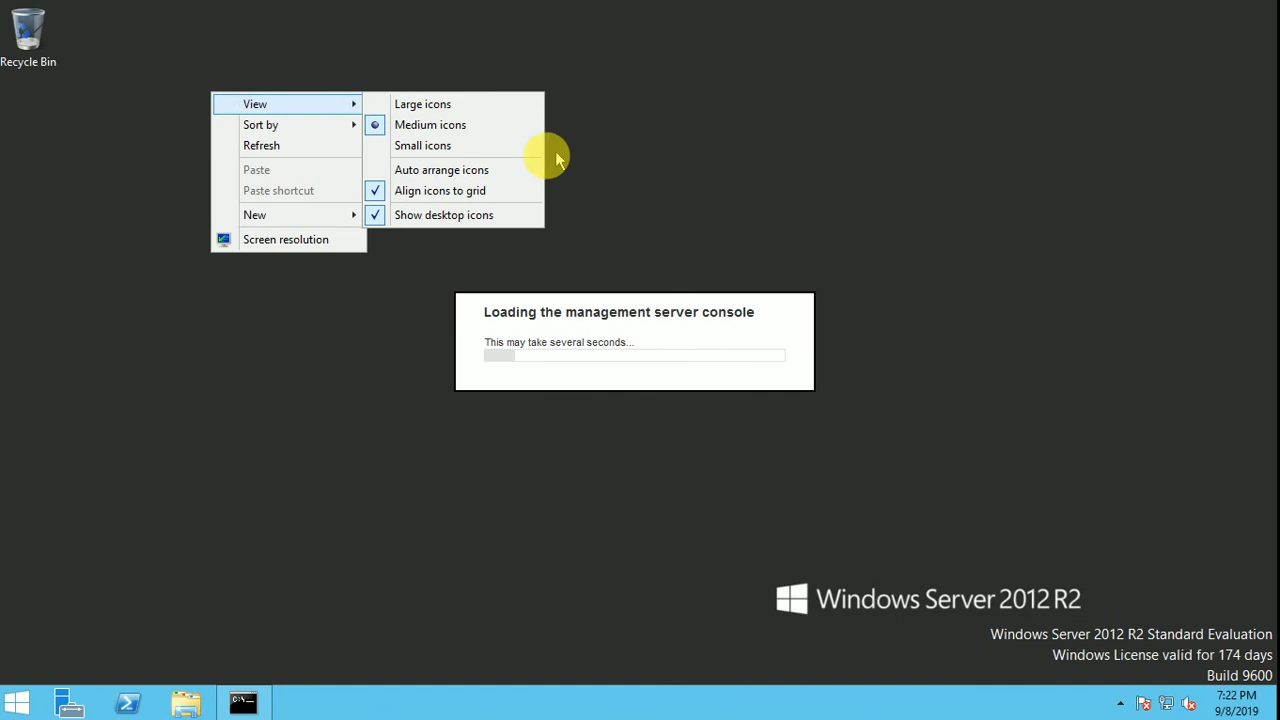 Recycle Bin
View
Sort by
Refresh
Paste
Paste shortcut
New
Screen resolution
Large icons
Medium icons
Small icons
Auto arrange icons
Align icons to grid
Show desktop icons
Loading the management server console
This may take several seconds...
Windows Server 2012 R2
Windows Server 2012 R2 Standard Evaluation
Windows License valid for 174 days
Build 9600
7:22 PM
9/8/2019